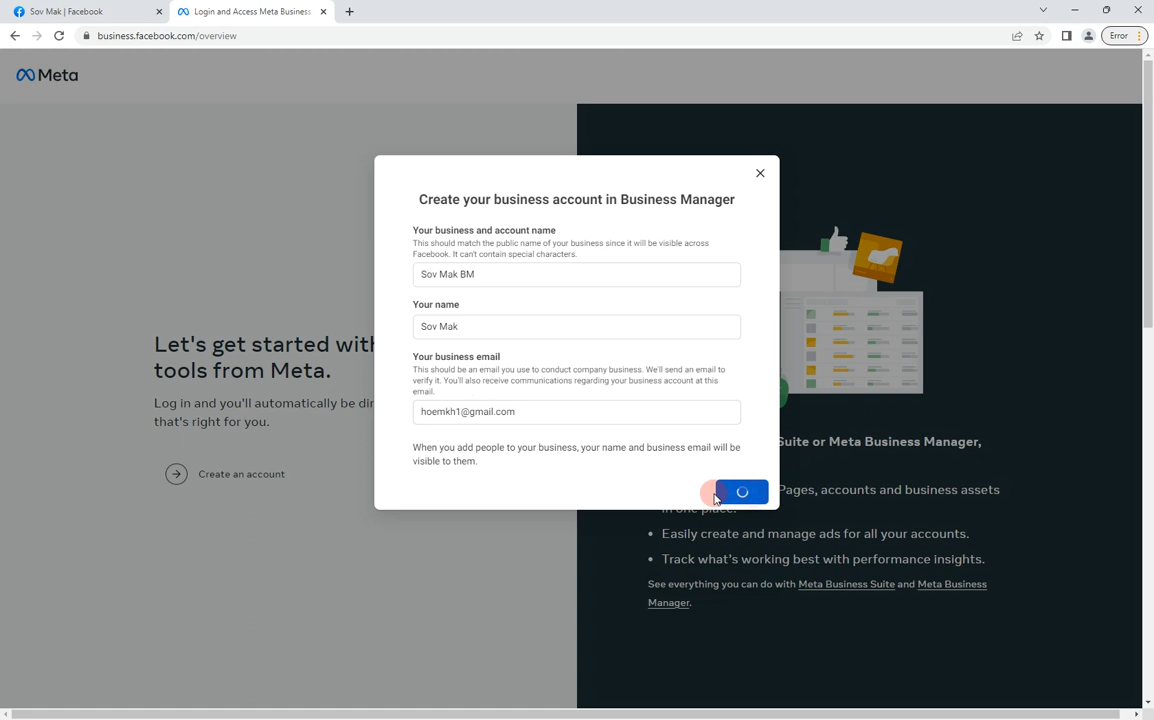 Sov Mak | Facebook
Login and Access Meta Business
business.facebook.com/overview
Error
Meta
Create your business account in Business Manager
Your business and account name
This should match the public name of your business since it will be visible across
Facebook. It can't contain special characters.
Sov Mak BM
Your name
Sov Mak
Your business email
This should be an email you use to conduct company business. We'll send an email to
verify it. You'll also receive communications regarding your business account at this
email.
hoemkh1@gmail.com
When you add people to your business, your name and business email will be
visible to them.
Let's get started with
tools from Meta.
Log in and you'll automatically be dir
that's right for you.
Create an account
Suite or Meta Business Manager,
Pages, accounts and business assets
in one place.
• Easily create and manage ads for all your accounts.
• Track what's working best with performance insights.
See everything you can do with Meta Business Suite and Meta Business
Manager.